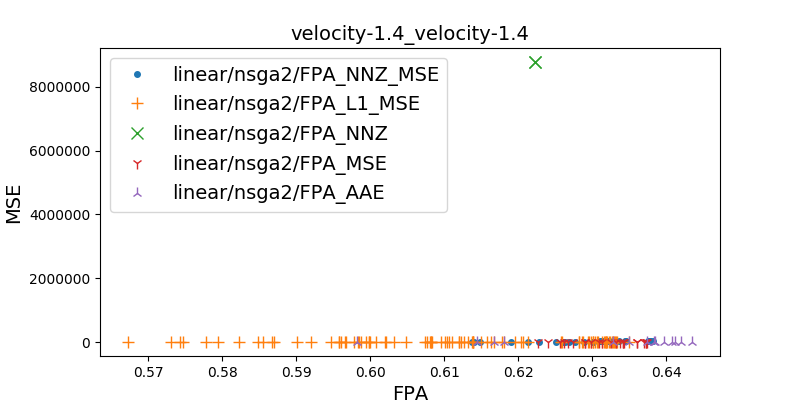 velocity-1.4_velocity-1.4
linear/nsga2/FPA_NNZ_MSE
linear/nsga2/FPA_L1_MSE
linear/nsga2/FPA_NNZ
linear/nsga2/FPA_MSE
linear/nsga2/FPA_AAE
MSE
8000000
6000000
4000000
2000000
0
0.57 0.58 0.59 0.60 0.61 0.62 0.63 0.64
FPA